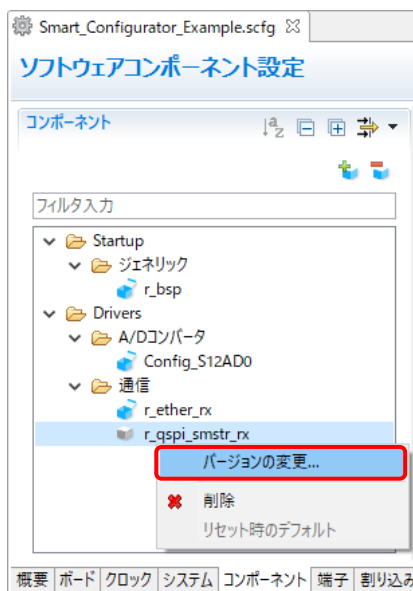 Smart_Configurator_Example.scfg
ソフトウェアコンポーネント設定
コンポーネント
フィルタ入力
Startup
ジェネリック
r_bsp
Drivers
A/Dコンバータ
Config_S12AD0
通信
r_ether_rx
r_qspi_smstr_rx
バージョンの変更...
削除
リセット時のデフォルト
概要 ボード クロック システム コンポーネント 端子 割り込み